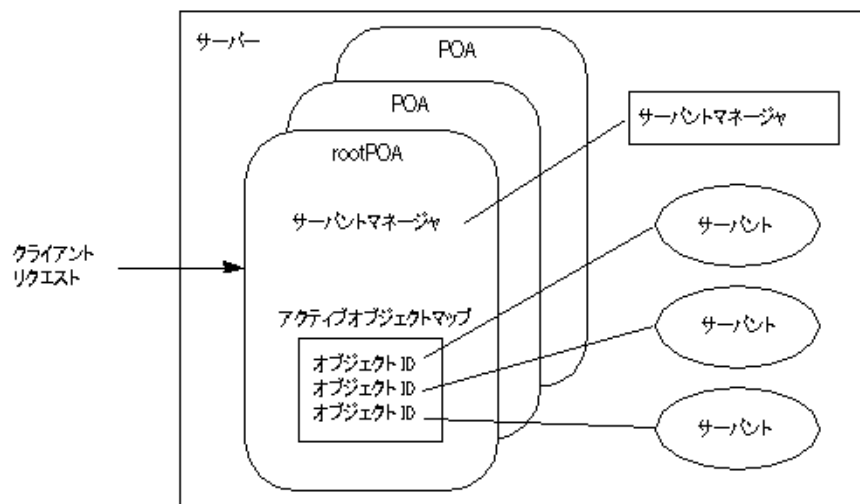 サーバー
POA
POA
rootPOA
サーバントマネージャ
サーバントマネージャ
サーバント
クライアント
リクエスト
アクティブオブジェクトマップ
オブジェクトID
オブジェクトID
オブジェクトID
サーバント
サーバント